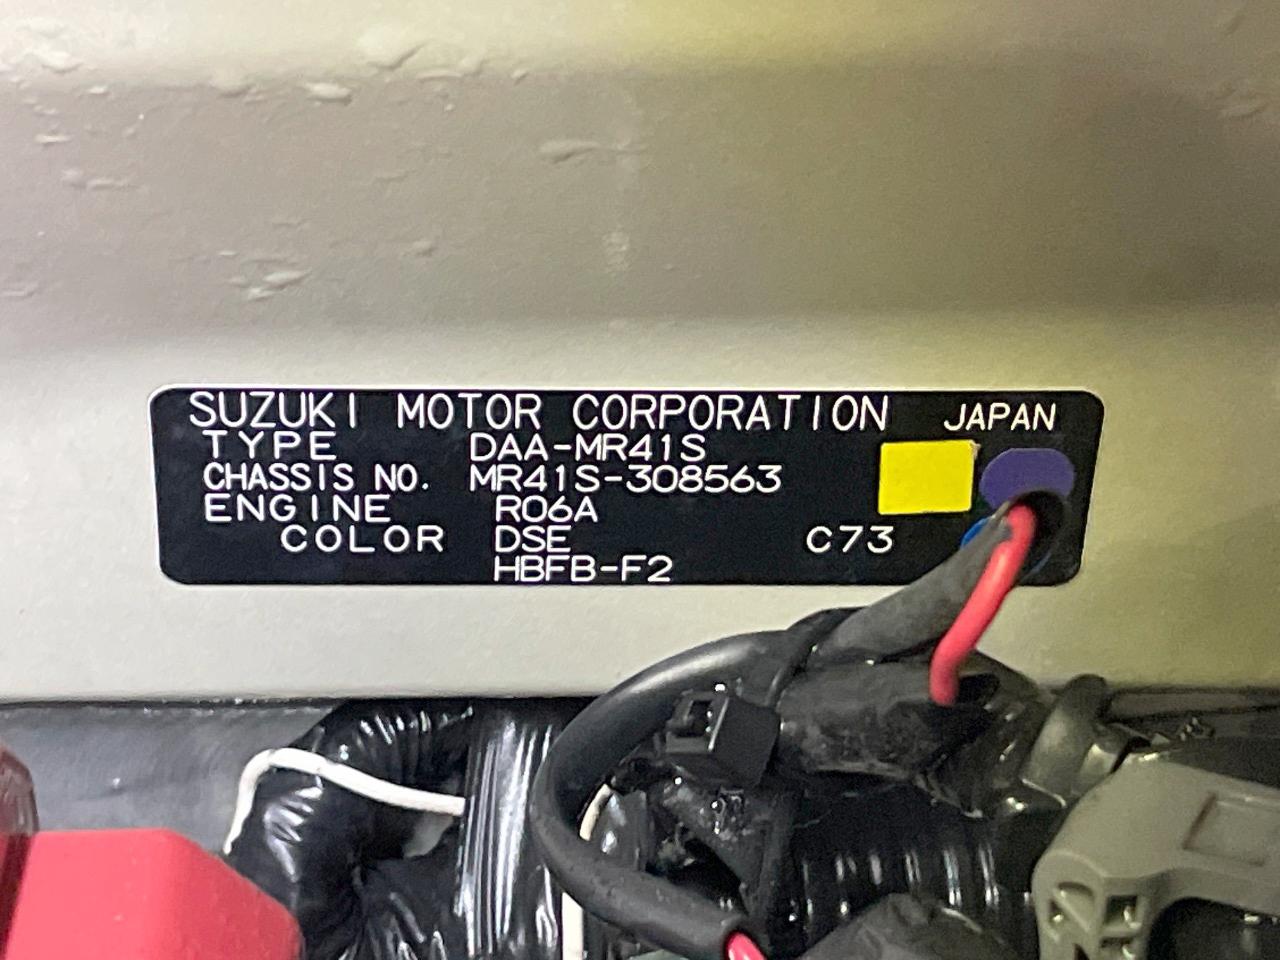 SUZUKI MOTOR CORPORATION JAPAN
TYPE DAA-MR41S
CHASSIS NO. MR41S-308563
ENGINE R06A
COLOR DSE C73
HBFB-F2